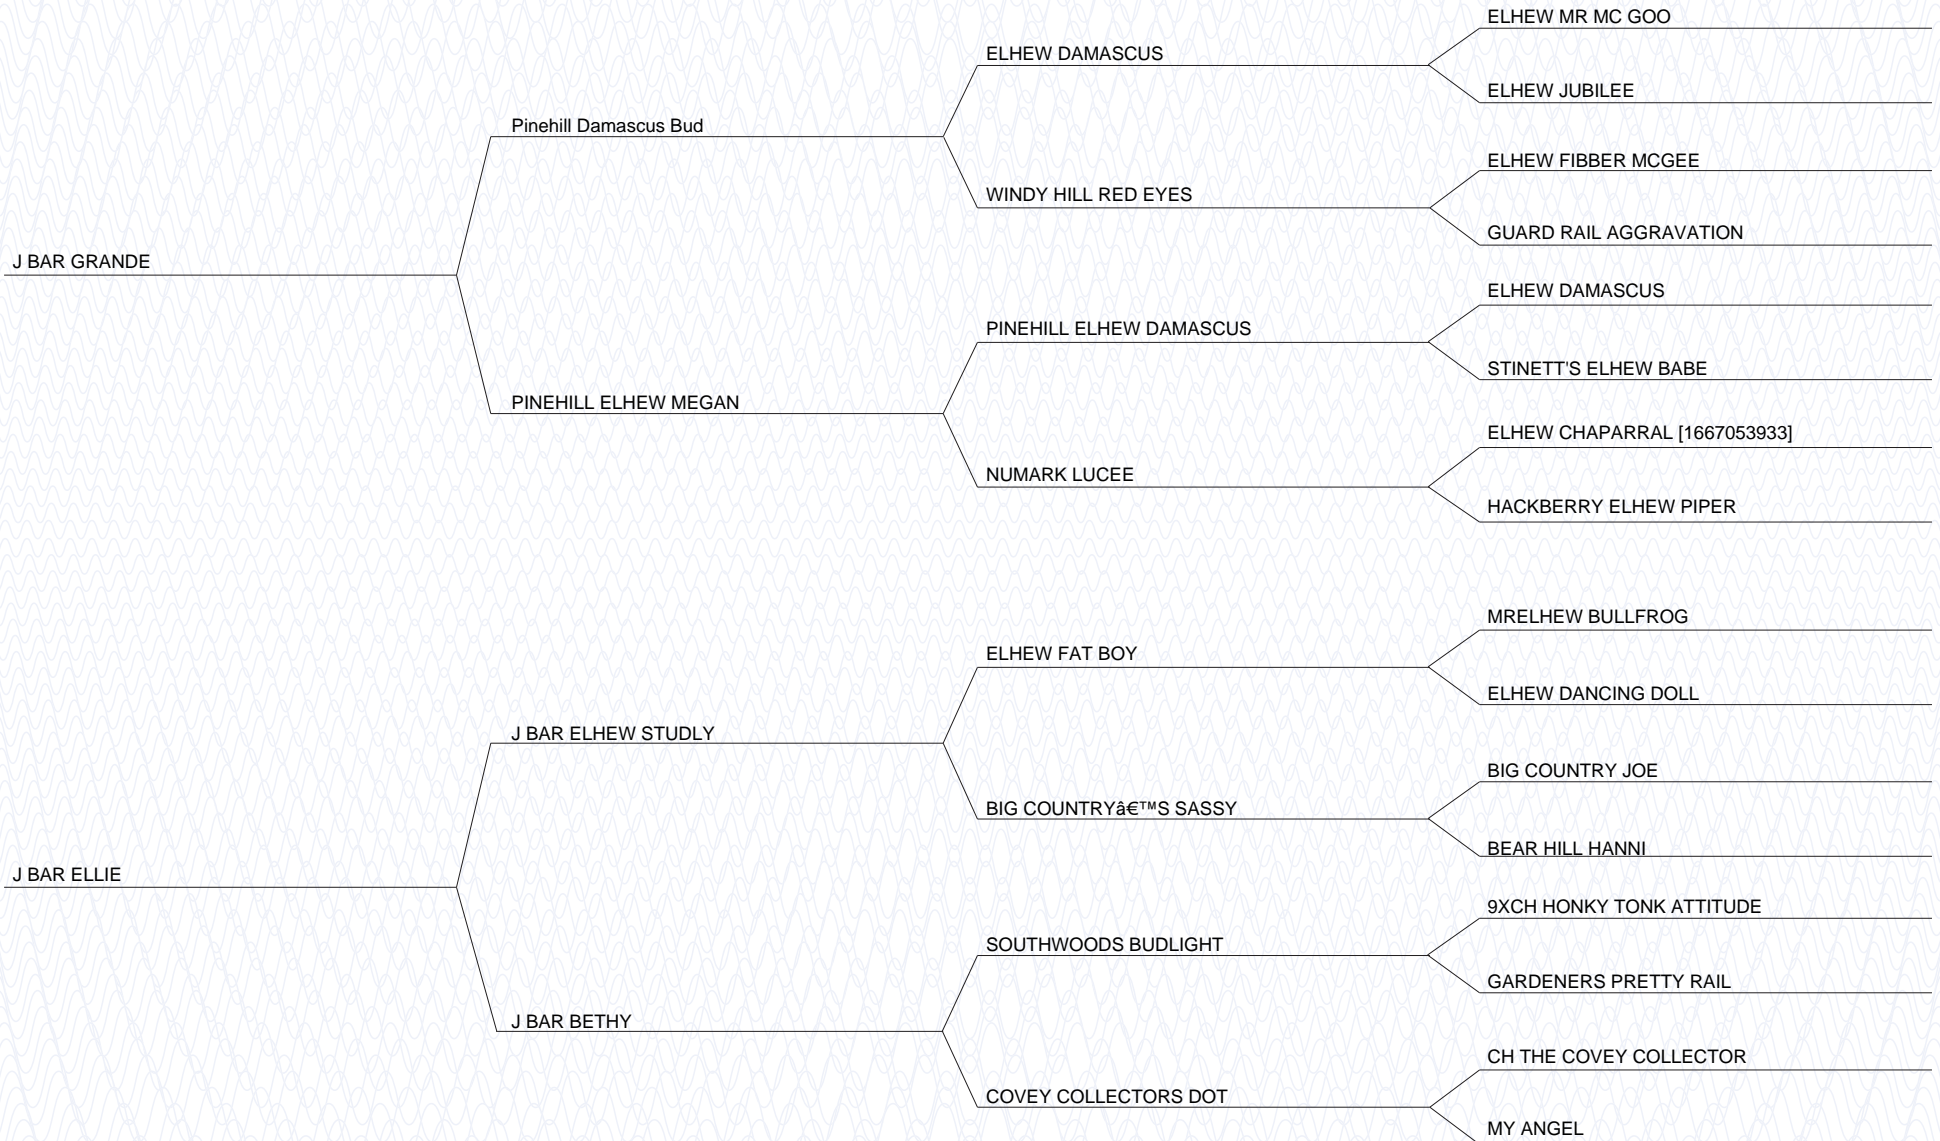 ELHEW MR MC GOO
ELHEW DAMASCUS
ELHEW JUBILEE
Pinehill Damascus Bud
ELHEW FIBBER MCGEE
WINDY HILL RED EYES
GUARD RAIL AGGRAVATION
J BAR GRANDE
ELHEW DAMASCUS
PINEHILL ELHEW DAMASCUS
STINETT'S ELHEW BABE
PINEHILL ELHEW MEGAN
ELHEW CHAPARRAL [1667053933]
NUMARK LUCEE
HACKBERRY ELHEW PIPER
MRELHEW BULLFROG
ELHEW FAT BOY
ELHEW DANCING DOLL
J BAR ELHEW STUDLY
BIG COUNTRY JOE
BIG COUNTRYâ€™S SASSY
BEAR HILL HANNI
J BAR ELLIE
9XCH HONKY TONK ATTITUDE
SOUTHWOODS BUDLIGHT
GARDENERS PRETTY RAIL
J BAR BETHY
CH THE COVEY COLLECTOR
COVEY COLLECTORS DOT
MY ANGEL